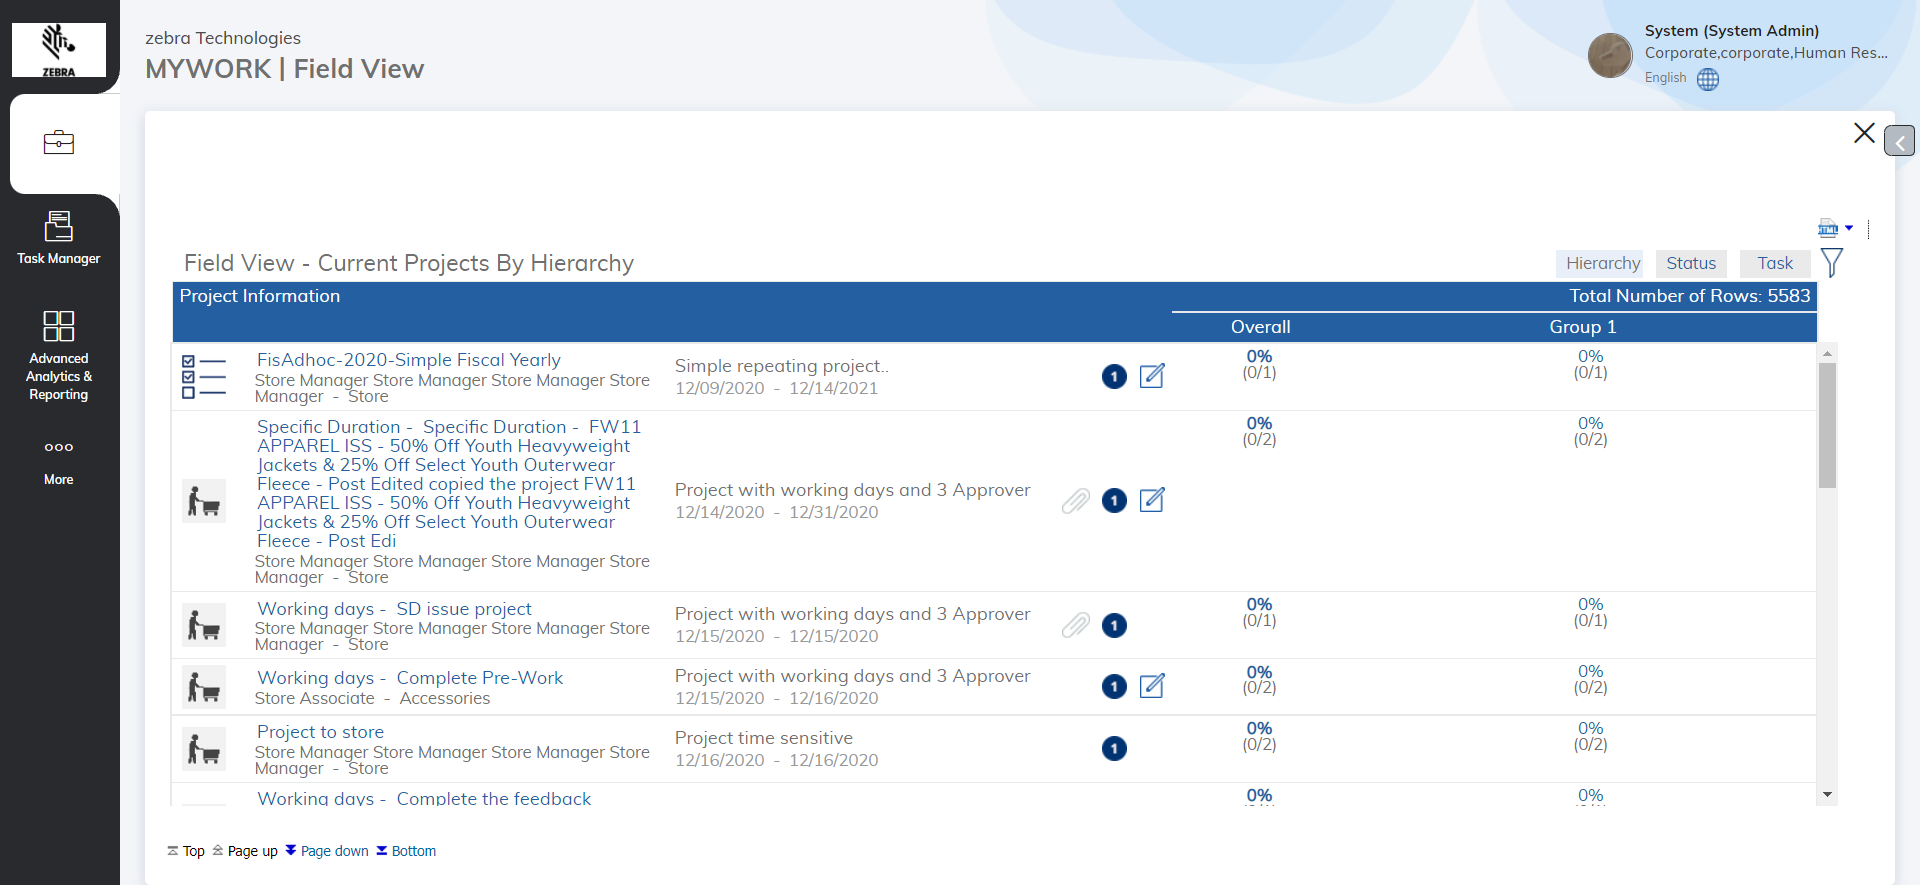 ZEBRA
zebra Technologies
MYWORK | Field View
System (System Admin)
Corporate,corporate,Human Res...
English
Task Manager
Advanced
Analytics &
Reporting
More
HTML
Field View - Current Projects By Hierarchy
Hierarchy
Status
Task
Project Information
Total Number of Rows: 5583
Overall
Group 1
FisAdhoc-2020-Simple Fiscal Yearly
Store Manager Store Manager Store Manager Store
Manager - Store
Simple repeating project..
12/09/2020 - 12/14/2021
1
0%
(0/1)
0%
(0/1)
Specific Duration - Specific Duration - FW11
APPAREL ISS - 50% Off Youth Heavyweight
Jackets & 25% Off Select Youth Outerwear
Fleece - Post Edited copied the project FW11
APPAREL ISS - 50% Off Youth Heavyweight
Jackets & 25% Off Select Youth Outerwear
Fleece - Post Edi
Store Manager Store Manager Store Manager Store
Manager - Store
Project with working days and 3 Approver
12/14/2020 - 12/31/2020
1
0%
(0/2)
0%
(0/2)
Working days - SD issue project
Store Manager Store Manager Store Manager Store
Manager - Store
Project with working days and 3 Approver
12/15/2020 - 12/15/2020
1
0%
(0/1)
0%
(0/1)
Working days - Complete Pre-Work
Store Associate - Accessories
Project with working days and 3 Approver
12/15/2020 - 12/16/2020
1
0%
(0/2)
0%
(0/2)
Project to store
Store Manager Store Manager Store Manager Store
Manager - Store
Project time sensitive
12/16/2020 - 12/16/2020
1
0%
(0/2)
0%
(0/2)
Working days - Complete the feedback
0%
0%
Top Page up Page down Bottom